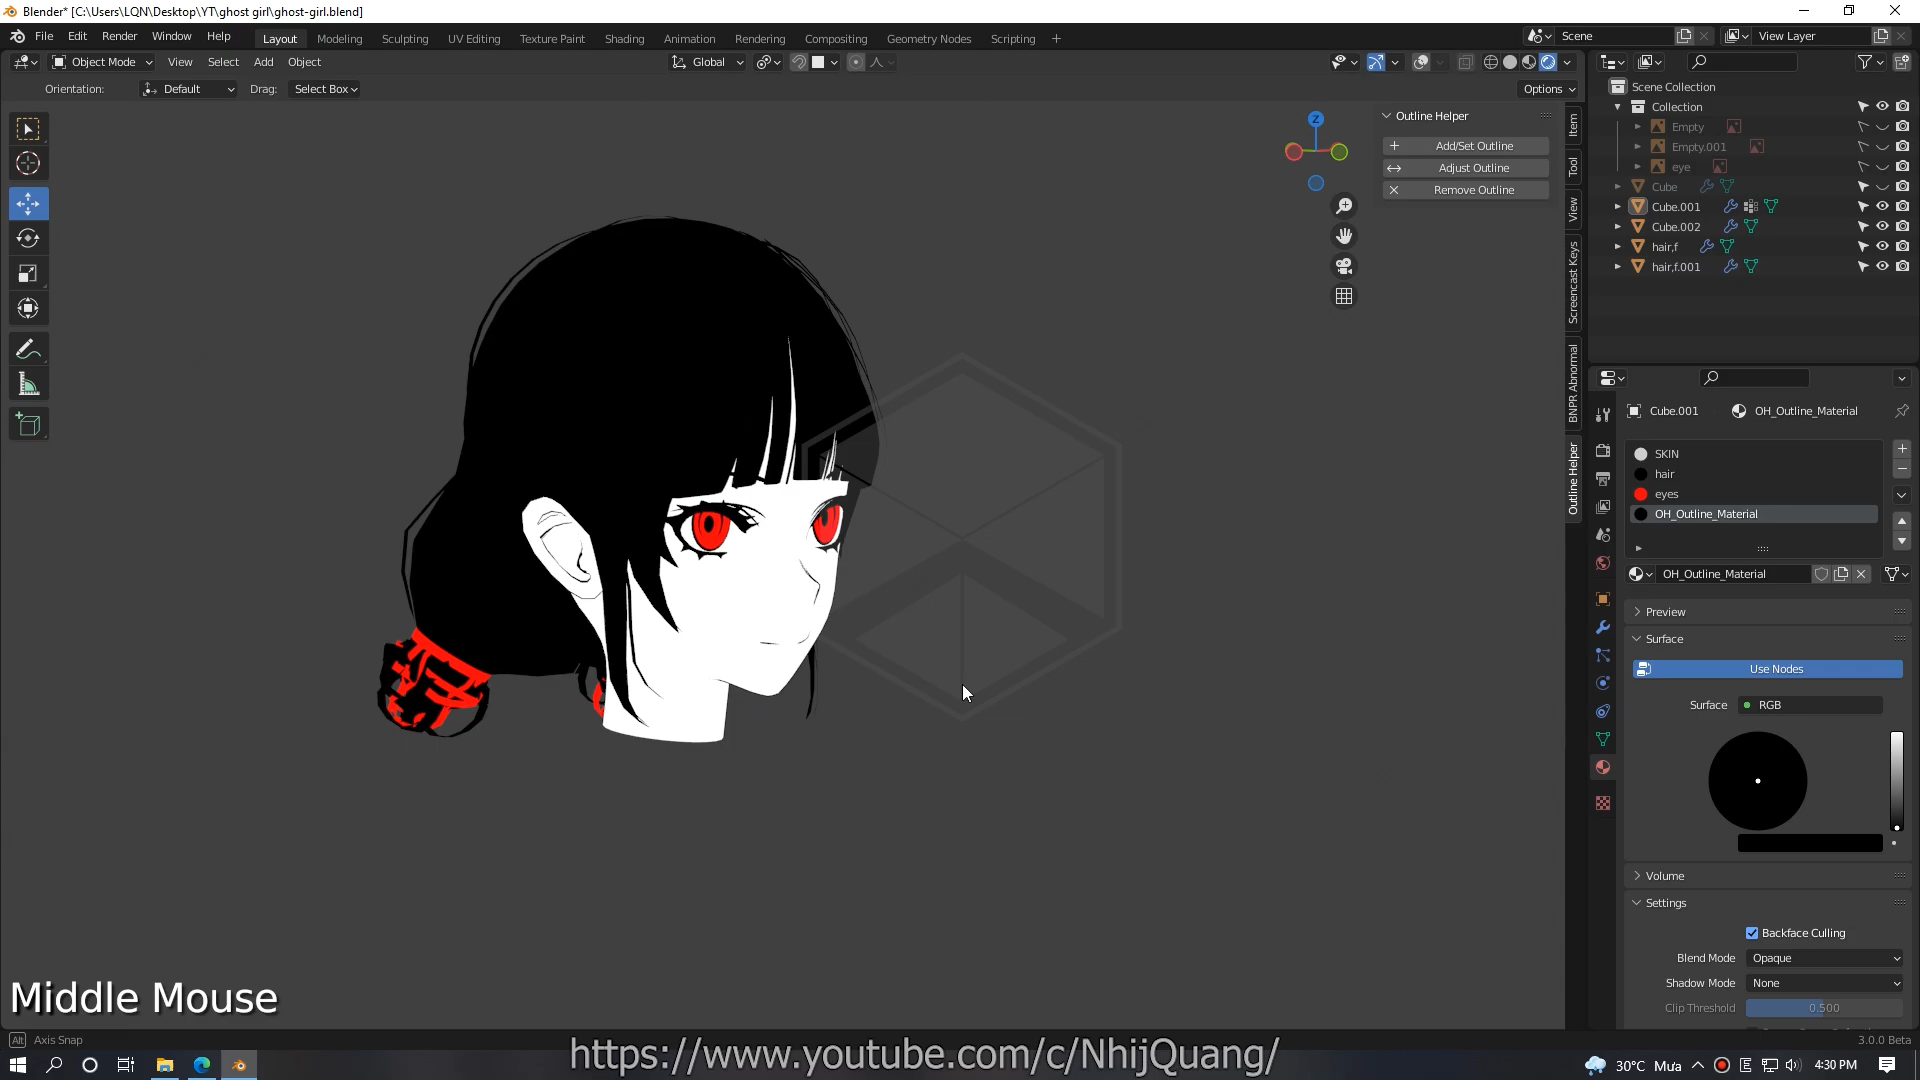 Blender* [C:\Users\LQN\Desktop\YT\ghost girl\ghost-girl.blend]
File Edit Render Window Help Layout Modeling Sculpting UV Editing Texture Paint Shading Animation Rendering Compositing Geometry Nodes Scripting + Scene View Layer
Object Mode View Select Add Object Global
Orientation: Default Drag: Select Box Options
Scene Collection
Collection
Empty
Empty.001
eye
Cube
Cube.001
Cube.002
hair,f
hair,f.001
Z
Outline Helper
Add/Set Outline
Adjust Outline
Remove Outline
Item
Tool
View
Screencast Keys
BNPR Abnormal
Outline Helper
Cube.001 OH_Outline_Material
SKIN
hair
eyes
OH_Outline_Material
OH_Outline_Material
Preview
Surface
Use Nodes
Surface RGB
Volume
Settings
Backface Culling
Blend Mode Opaque
Shadow Mode None
Clip Threshold 0.500
Middle Mouse
Alt Axis Snap
3.0.0 Beta
https://www.youtube.com/c/NhijQuang/
30°C Mưa 4:30 PM